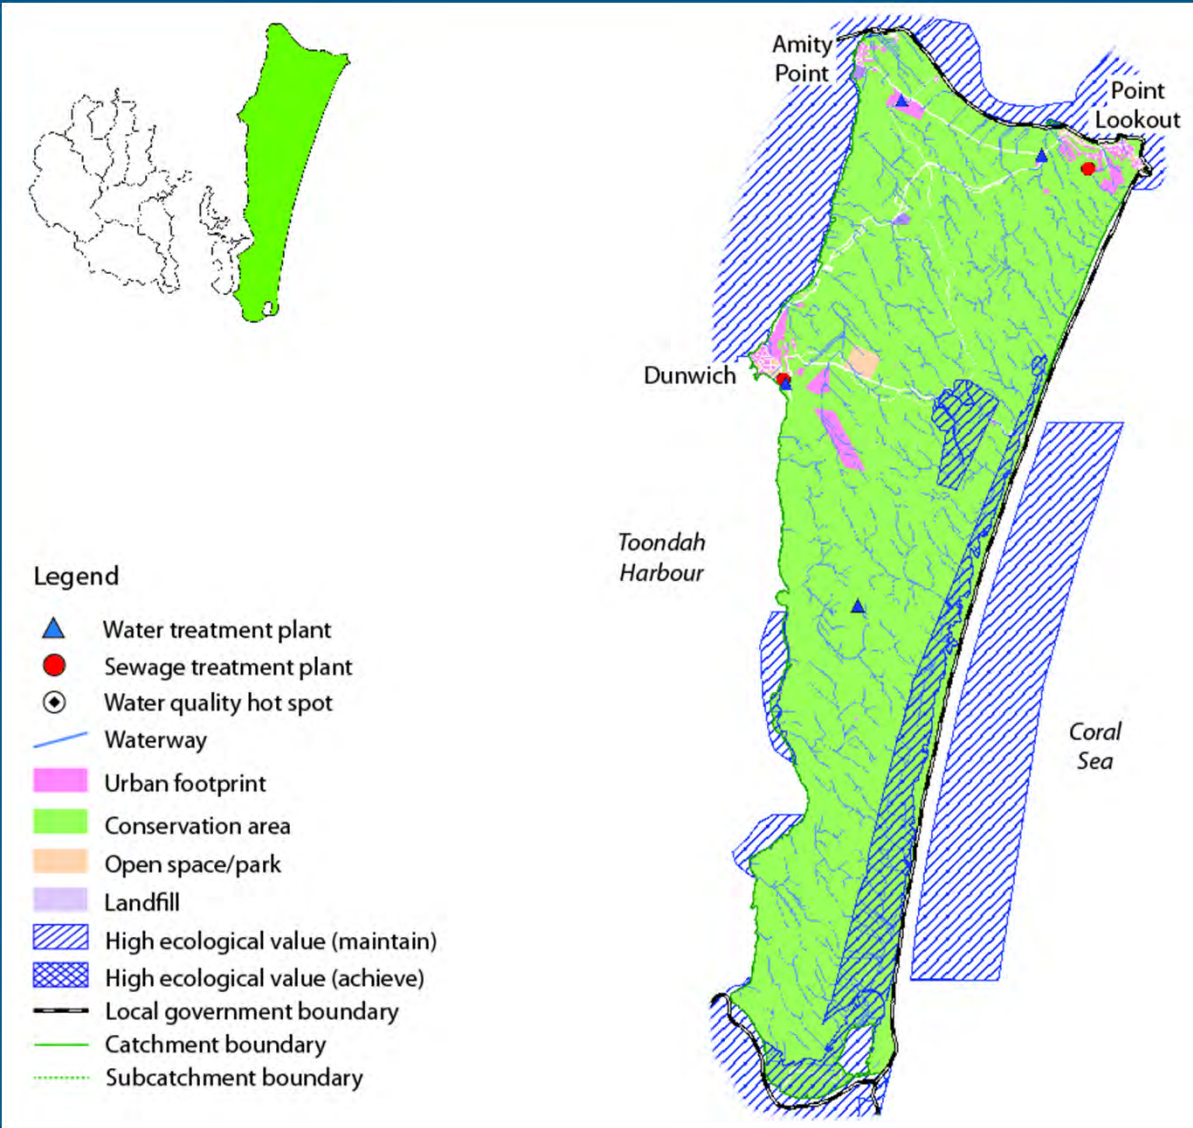 Amity
Point
Point
Lookout
Dunwich
Toondah
Harbour
Coral
Sea
Legend
Water treatment plant
Sewage treatment plant
Water quality hot spot
Waterway
Urban footprint
Conservation area
Open space/park
Landfill
High ecological value (maintain)
High ecological value (achieve)
Local government boundary
Catchment boundary
Subcatchment boundary